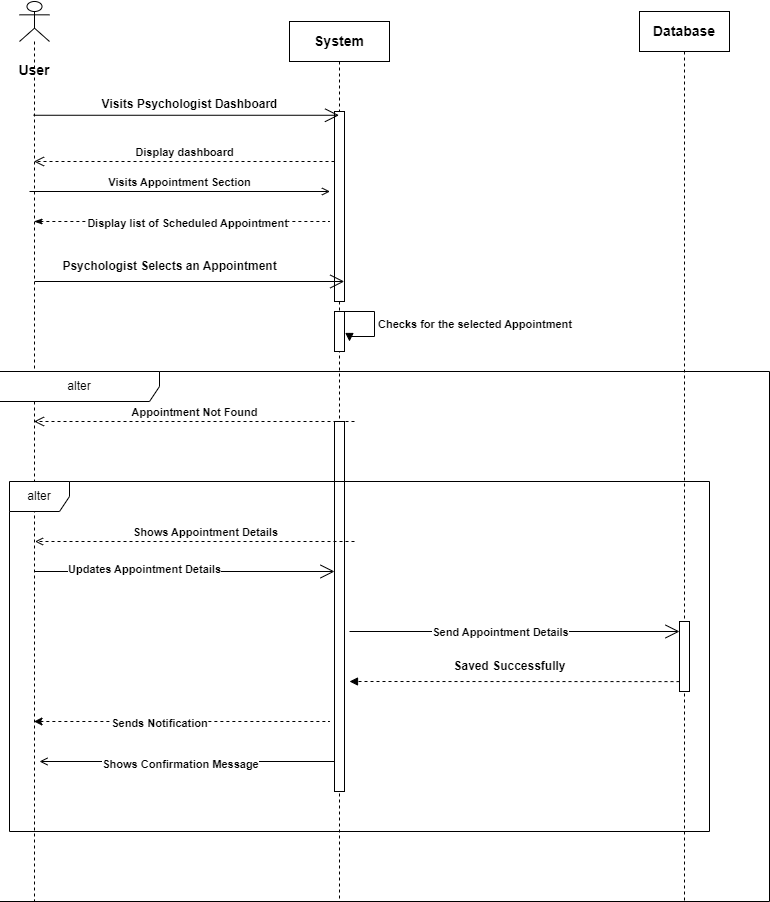 User
System
Database
Visits Psychologist Dashboard
Display dashboard
Visits Appointment Section
Display list of Scheduled Appointment
Psychologist Selects an Appointment
Checks for the selected Appointment
alter
Appointment Not Found
alter
Shows Appointment Details
Updates Appointment Details
Send Appointment Details
Saved Successfully
Sends Notification
Shows Confirmation Message